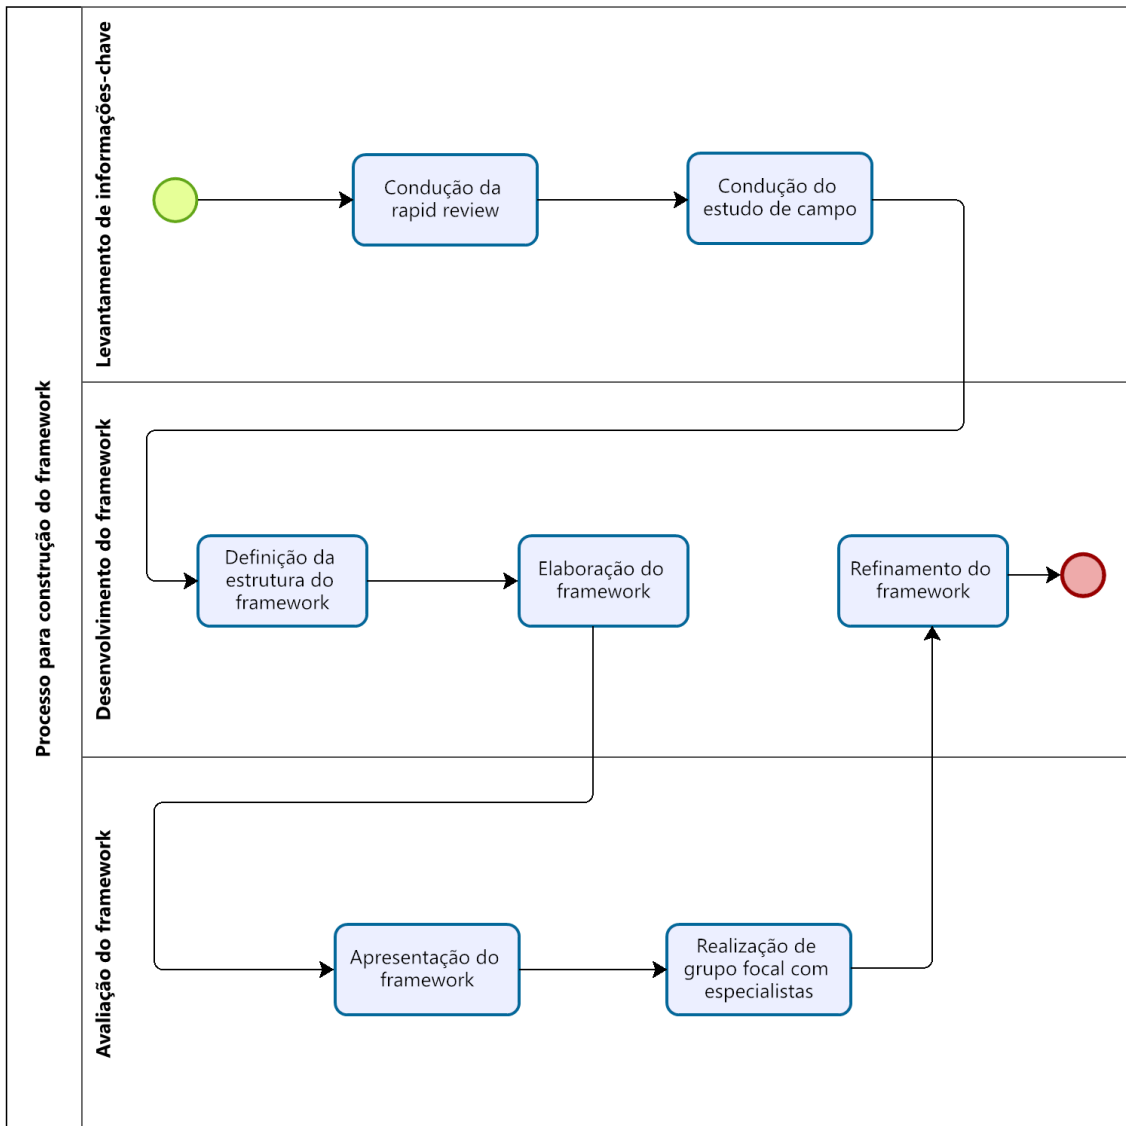 Processo para construção do framework
Levantamento de informações-chave
Condução da
rapid review
Condução do
estudo de campo
Desenvolvimento do framework
Definição da
estrutura do
framework
Elaboração do
framework
Refinamento do
framework
Avaliação do framework
Apresentação do
framework
Realização de
grupo focal com
especialistas